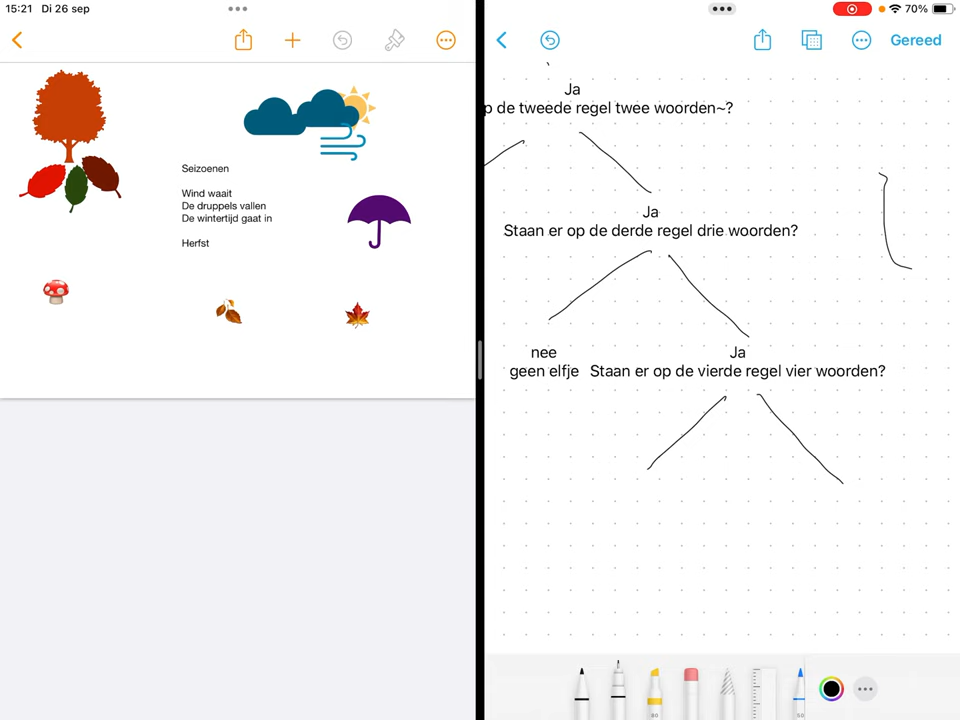 15:21 Di 26 sep
70%
Gereed
Seizoenen
Wind waait
De druppels vallen
De wintertijd gaat in
Herfst
Ja
p de tweede regel twee woorden~?
Ja
Staan er op de derde regel drie woorden?
nee
geen elfje
Ja
Staan er op de vierde regel vier woorden?